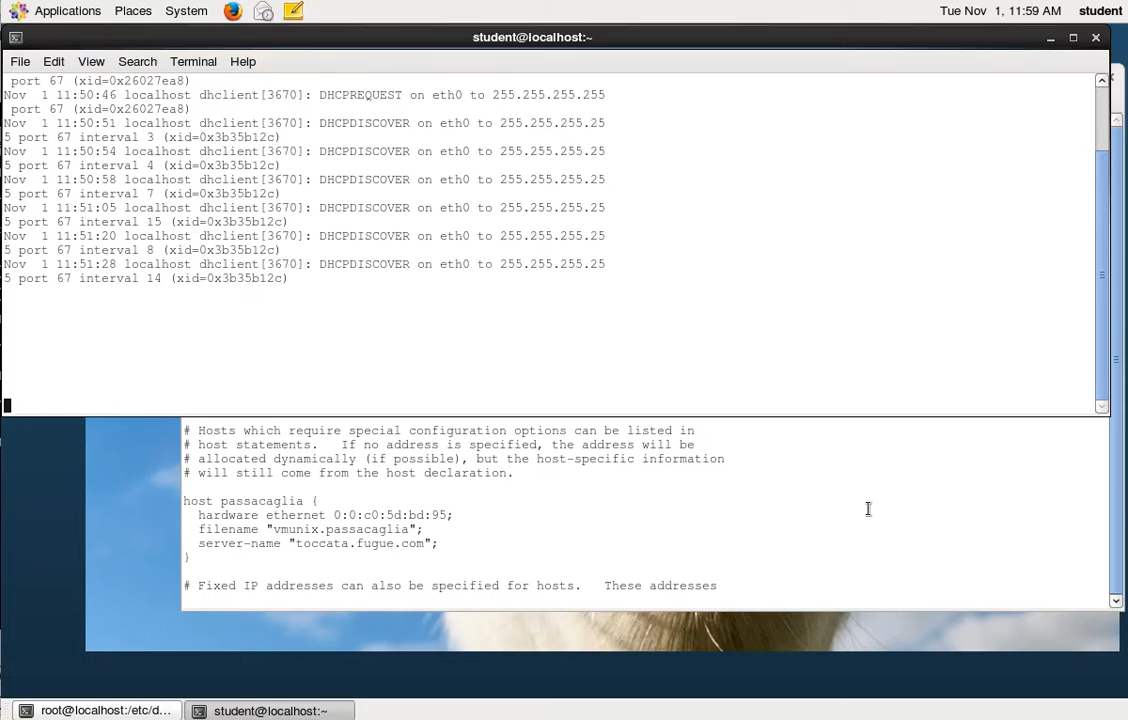 Applications Places System Tue Nov 1, 11:59 AM student
student@localhost:~
File Edit View Search Terminal Help
port 67 (xid=0x26027ea8)
Nov  1 11:50:46 localhost dhclient[3670]: DHCPREQUEST on eth0 to 255.255.255.255
port 67 (xid=0x26027ea8)
Nov  1 11:50:51 localhost dhclient[3670]: DHCPDISCOVER on eth0 to 255.255.255.25
5 port 67 interval 3 (xid=0x3b35b12c)
Nov  1 11:50:54 localhost dhclient[3670]: DHCPDISCOVER on eth0 to 255.255.255.25
5 port 67 interval 4 (xid=0x3b35b12c)
Nov  1 11:50:58 localhost dhclient[3670]: DHCPDISCOVER on eth0 to 255.255.255.25
5 port 67 interval 7 (xid=0x3b35b12c)
Nov  1 11:51:05 localhost dhclient[3670]: DHCPDISCOVER on eth0 to 255.255.255.25
5 port 67 interval 15 (xid=0x3b35b12c)
Nov  1 11:51:20 localhost dhclient[3670]: DHCPDISCOVER on eth0 to 255.255.255.25
5 port 67 interval 8 (xid=0x3b35b12c)
Nov  1 11:51:28 localhost dhclient[3670]: DHCPDISCOVER on eth0 to 255.255.255.25
5 port 67 interval 14 (xid=0x3b35b12c)
# Hosts which require special configuration options can be listed in
# host statements.   If no address is specified, the address will be
# allocated dynamically (if possible), but the host-specific information
# will still come from the host declaration.
host passacaglia {
  hardware ethernet 0:0:c0:5d:bd:95;
  filename "vmunix.passacaglia";
  server-name "toccata.fugue.com";
}
# Fixed IP addresses can also be specified for hosts.   These addresses
root@localhost:/etc/d... student@localhost:~